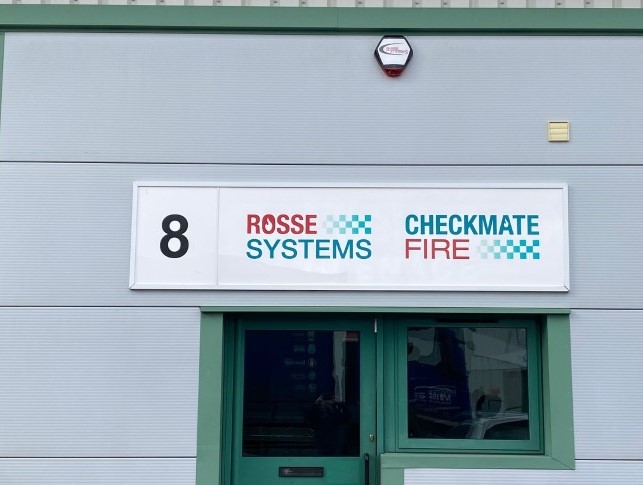 8
ROSSE
SYSTEMS
CHECKMATE
FIRE